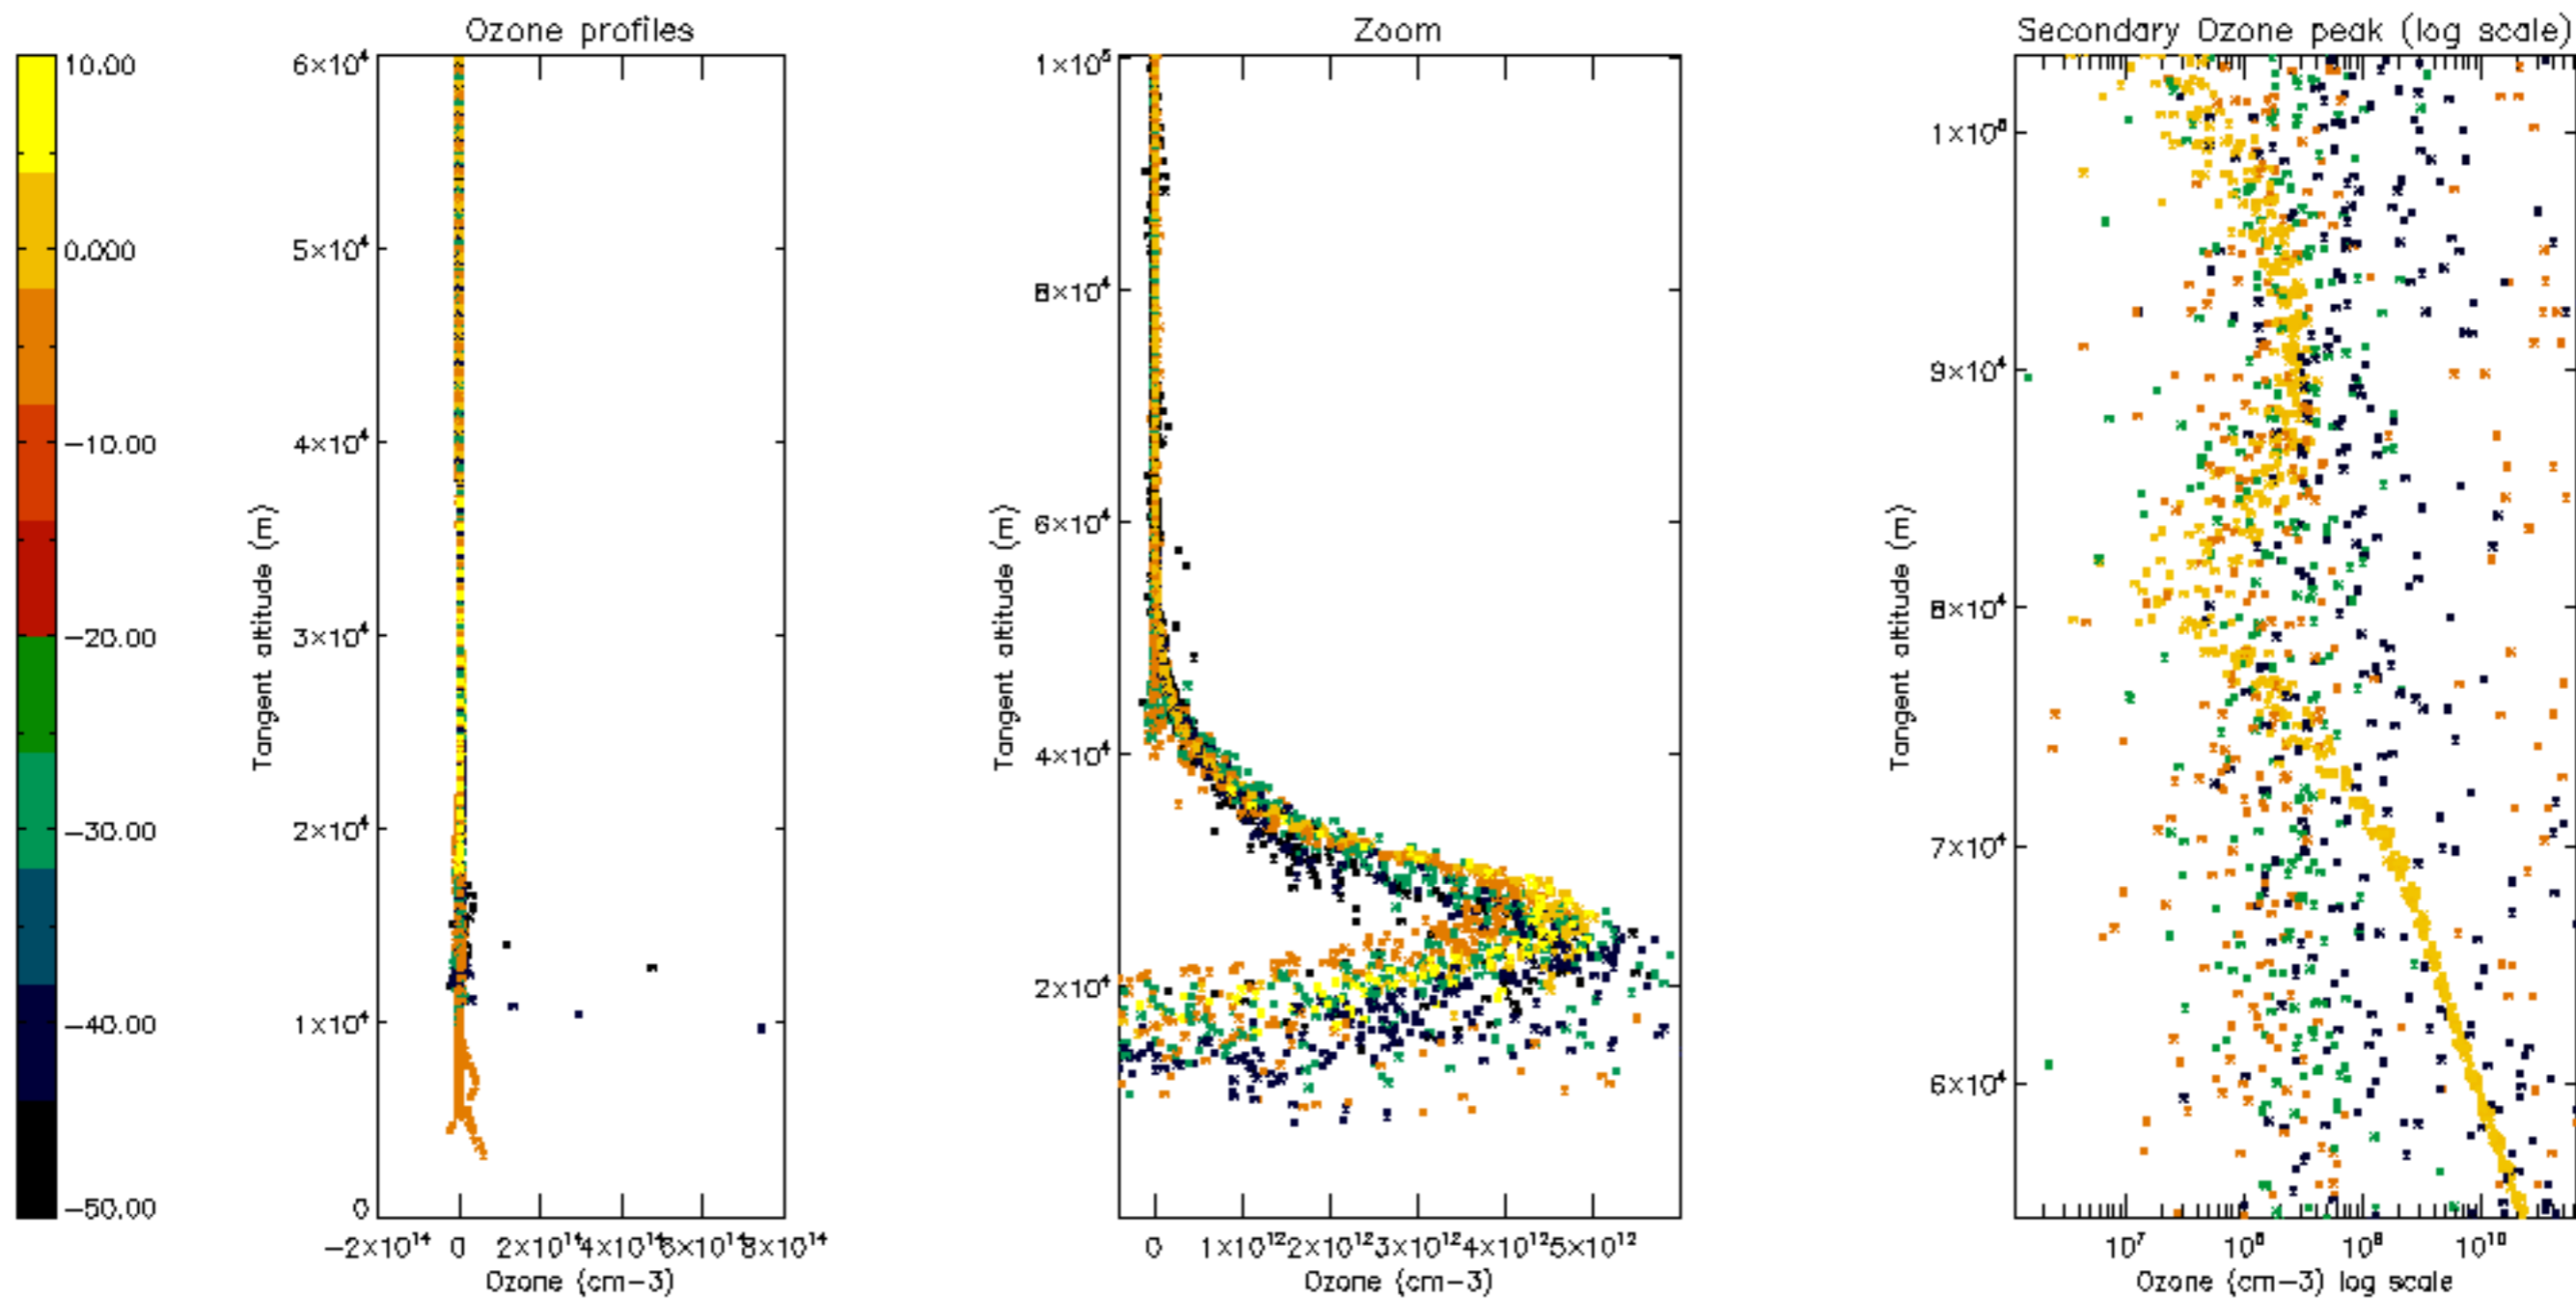 Ozone profiles
Zoom
Secondary Ozone peak (log scale)
10.00
0.000
−10.00
−20.00
−30.00
−40.00
−50.00
6×10⁴
5×10⁴
4×10⁴
3×10⁴
2×10⁴
1×10⁴
0
Tangent altitude (m)
−2×10¹⁴ 0 2×10¹⁴ 4×10¹⁴ 6×10¹⁴ 8×10¹⁴
Ozone (cm−3)
1×10⁵
8×10⁴
6×10⁴
4×10⁴
2×10⁴
Tangent altitude (m)
0 1×10¹² 2×10¹² 3×10¹² 4×10¹² 5×10¹²
Ozone (cm−3)
1×10⁵
9×10⁴
8×10⁴
7×10⁴
6×10⁴
Tangent altitude (m)
10⁷ 10⁸ 10⁹ 10¹⁰
Ozone (cm−3) log scale